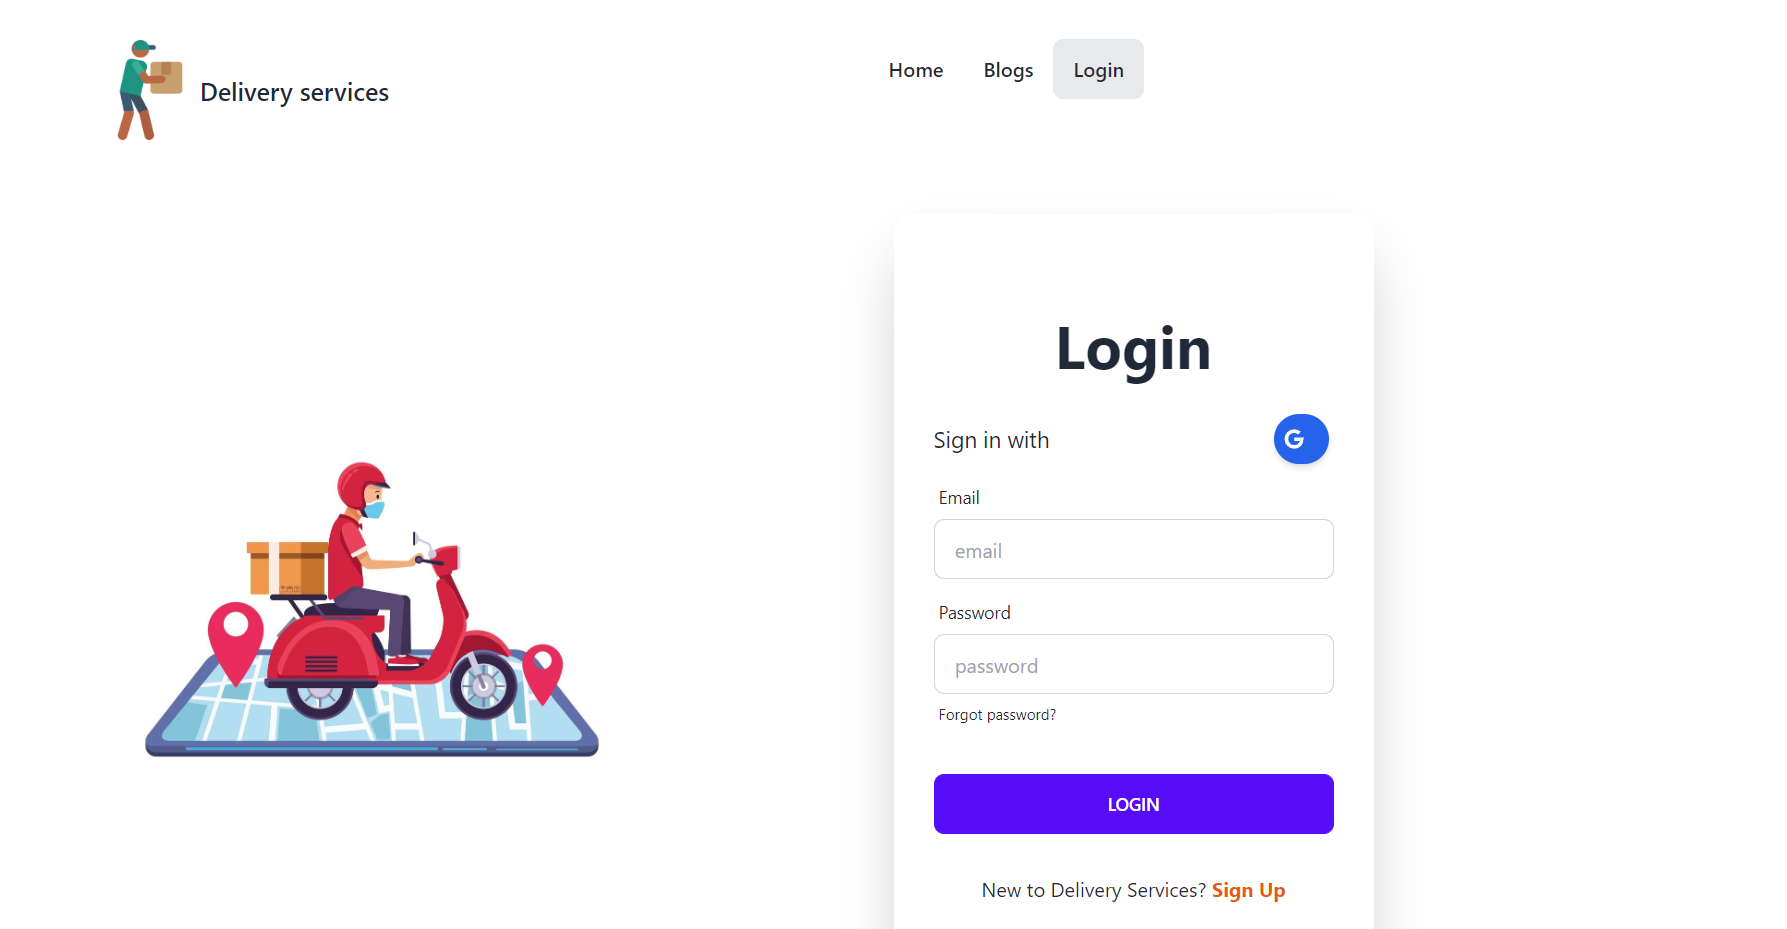 Delivery services
Home Blogs Login
Login
Sign in with
Email
email
Password
password
Forgot password?
LOGIN
New to Delivery Services? Sign Up